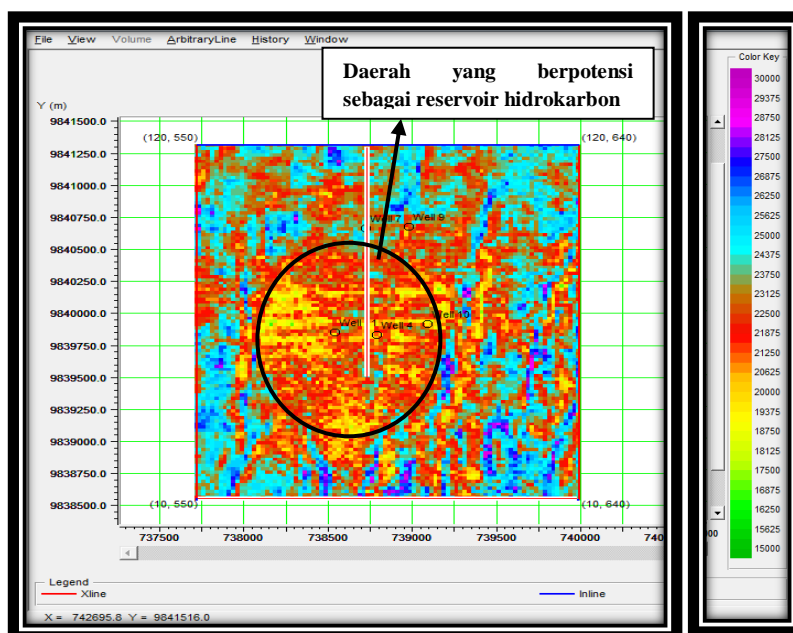 File View Volume ArbitraryLine History Window
Daerah yang berpotensi
sebagai reservoir hidrokarbon
Y (m)
9841500.0
9841250.0
9841000.0
9840750.0
9840500.0
9840250.0
9840000.0
9839750.0
9839500.0
9839250.0
9839000.0
9838750.0
9838500.0
(120, 550)
(120, 640)
Well 7
Well 9
Well 1
Well 4
Well 10
(10, 550)
(10, 640)
737500 738000 738500 739000 739500 740000 740
Legend
Xline
Inline
X = 742695.8 Y = 9841516.0
Color Key
30000
29375
28750
28125
27500
26875
26250
25625
25000
24375
23750
23125
22500
21875
21250
20625
20000
19375
18750
18125
17500
16875
16250
15625
15000
00